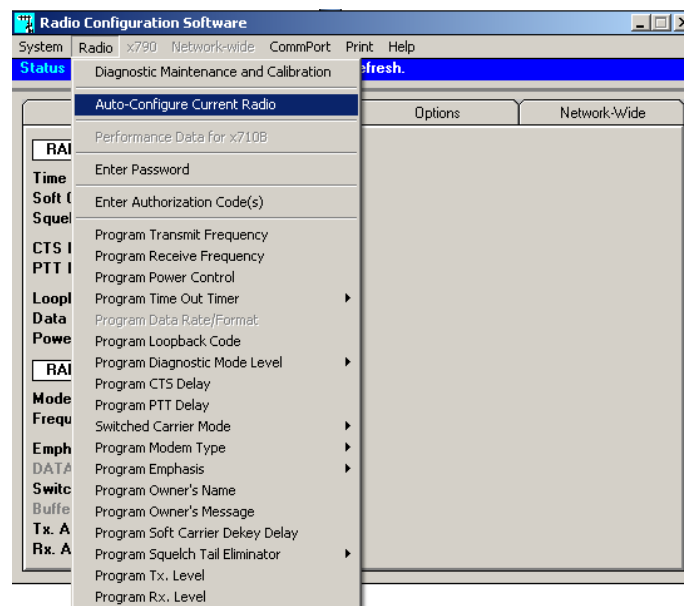 Radio Configuration Software
System Radio x790 Network-wide CommPort Print Help
Status
efresh.
Diagnostic Maintenance and Calibration
Auto-Configure Current Radio
Performance Data for x710B
Enter Password
Enter Authorization Code(s)
Program Transmit Frequency
Program Receive Frequency
Program Power Control
Program Time Out Timer
Program Data Rate/Format
Program Loopback Code
Program Diagnostic Mode Level
Program CTS Delay
Program PTT Delay
Switched Carrier Mode
Program Modem Type
Program Emphasis
Program Owner's Name
Program Owner's Message
Program Soft Carrier Dekey Delay
Program Squelch Tail Eliminator
Program Tx. Level
Program Rx. Level
Options
Network-Wide
RA
Time
Soft
Squel
CTS
PTT
Loopl
Data
Powe
RA
Mode
Frequ
Emph
DATA
Switc
Buffe
Tx. A
Rx. A